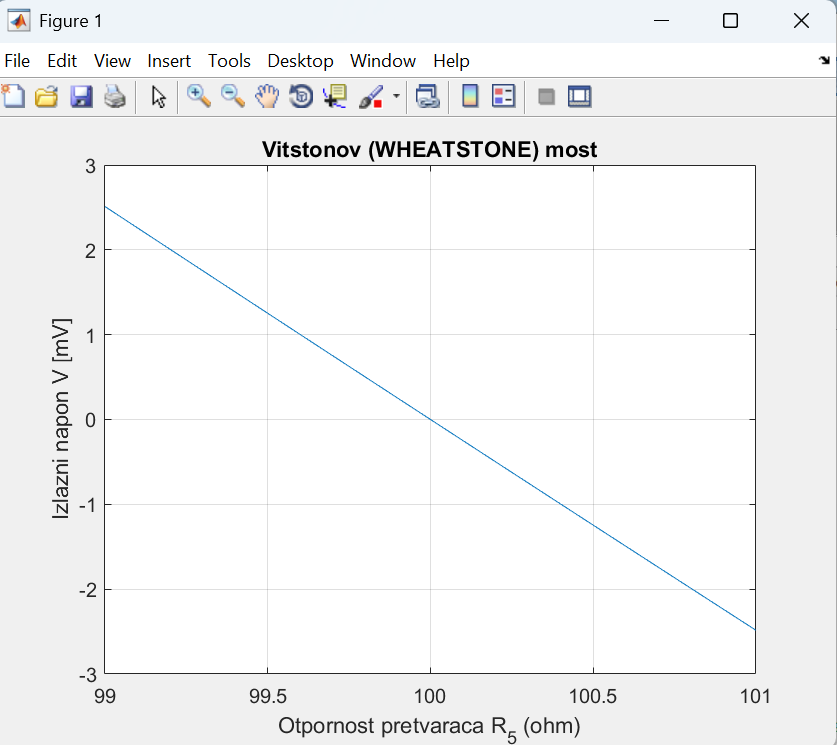 Figure 1
File Edit View Insert Tools Desktop Window Help
Vitstonov (WHEATSTONE) most
3
2
1
0
-1
-2
-3
Izlazni napon V [mV]
99 99.5 100 100.5 101
Otpornost pretvaraca R5 (ohm)